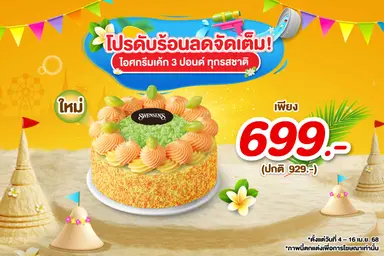 โปรดับร้อนลดจัดเต็ม!
ไอศกรีมเค้ก 3 ปอนด์ ทุกรสชาติ
ใหม่
SWENSEN'S
เพียง
699.-
(ปกติ 929.-)
*ตั้งแต่วันที่ 4 – 16 เม.ย. 68
*ภาพนี้ตกแต่งเพื่อการโฆษณาเท่านั้น